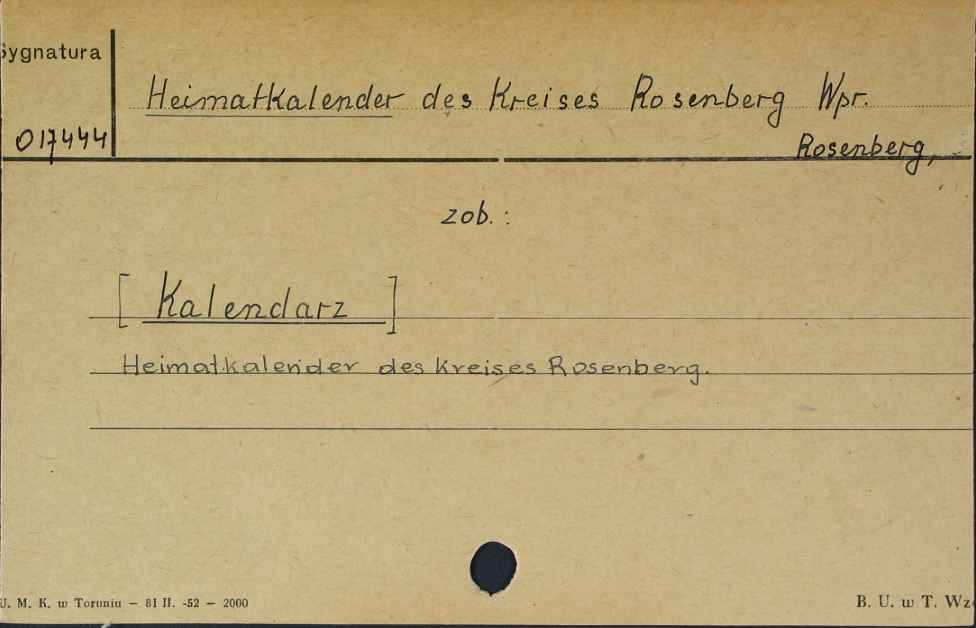 Sygnatura
Heimatkalender des Kreises Rosenberg Wpr.
017444
Rosenberg,
zob. :
[ Kalendarz ]
Heimatkalender des Kreises Rosenberg.
U. M. K. w Toruniu — 81 II. -52 — 2000
B. U. w T. Wz